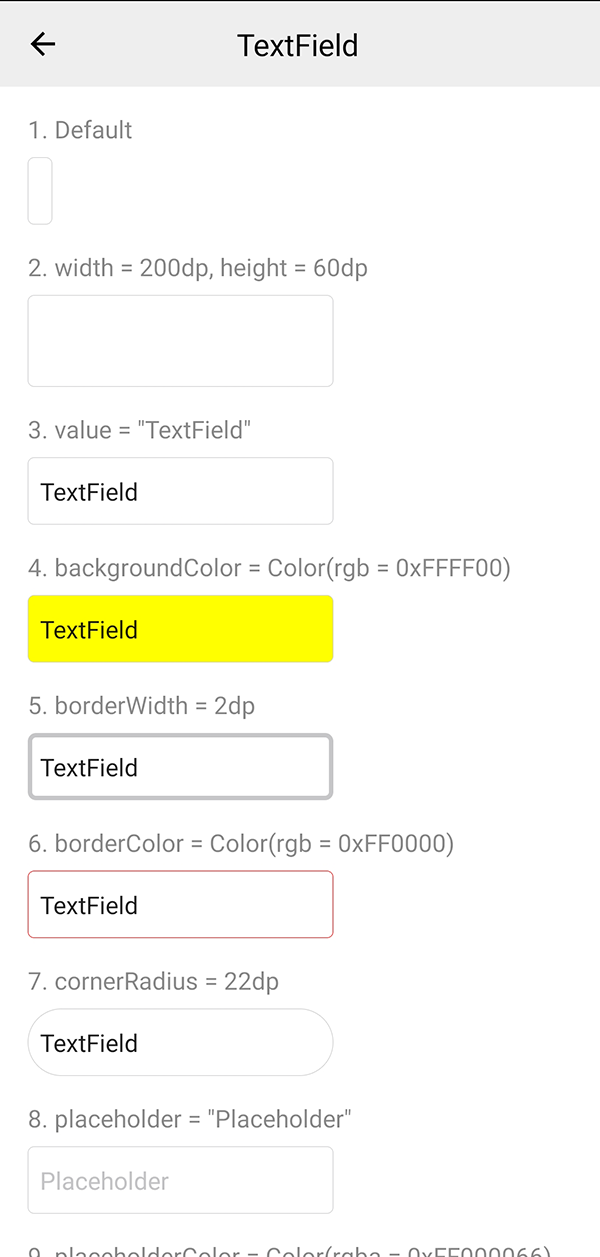 TextField
1. Default
2. width = 200dp, height = 60dp
3. value = "TextField"
TextField
4. backgroundColor = Color(rgb = 0xFFFF00)
TextField
5. borderWidth = 2dp
TextField
6. borderColor = Color(rgb = 0xFF0000)
TextField
7. cornerRadius = 22dp
TextField
8. placeholder = "Placeholder"
Placeholder
9. placeholderColor = Color(rgba = 0xFF000066)